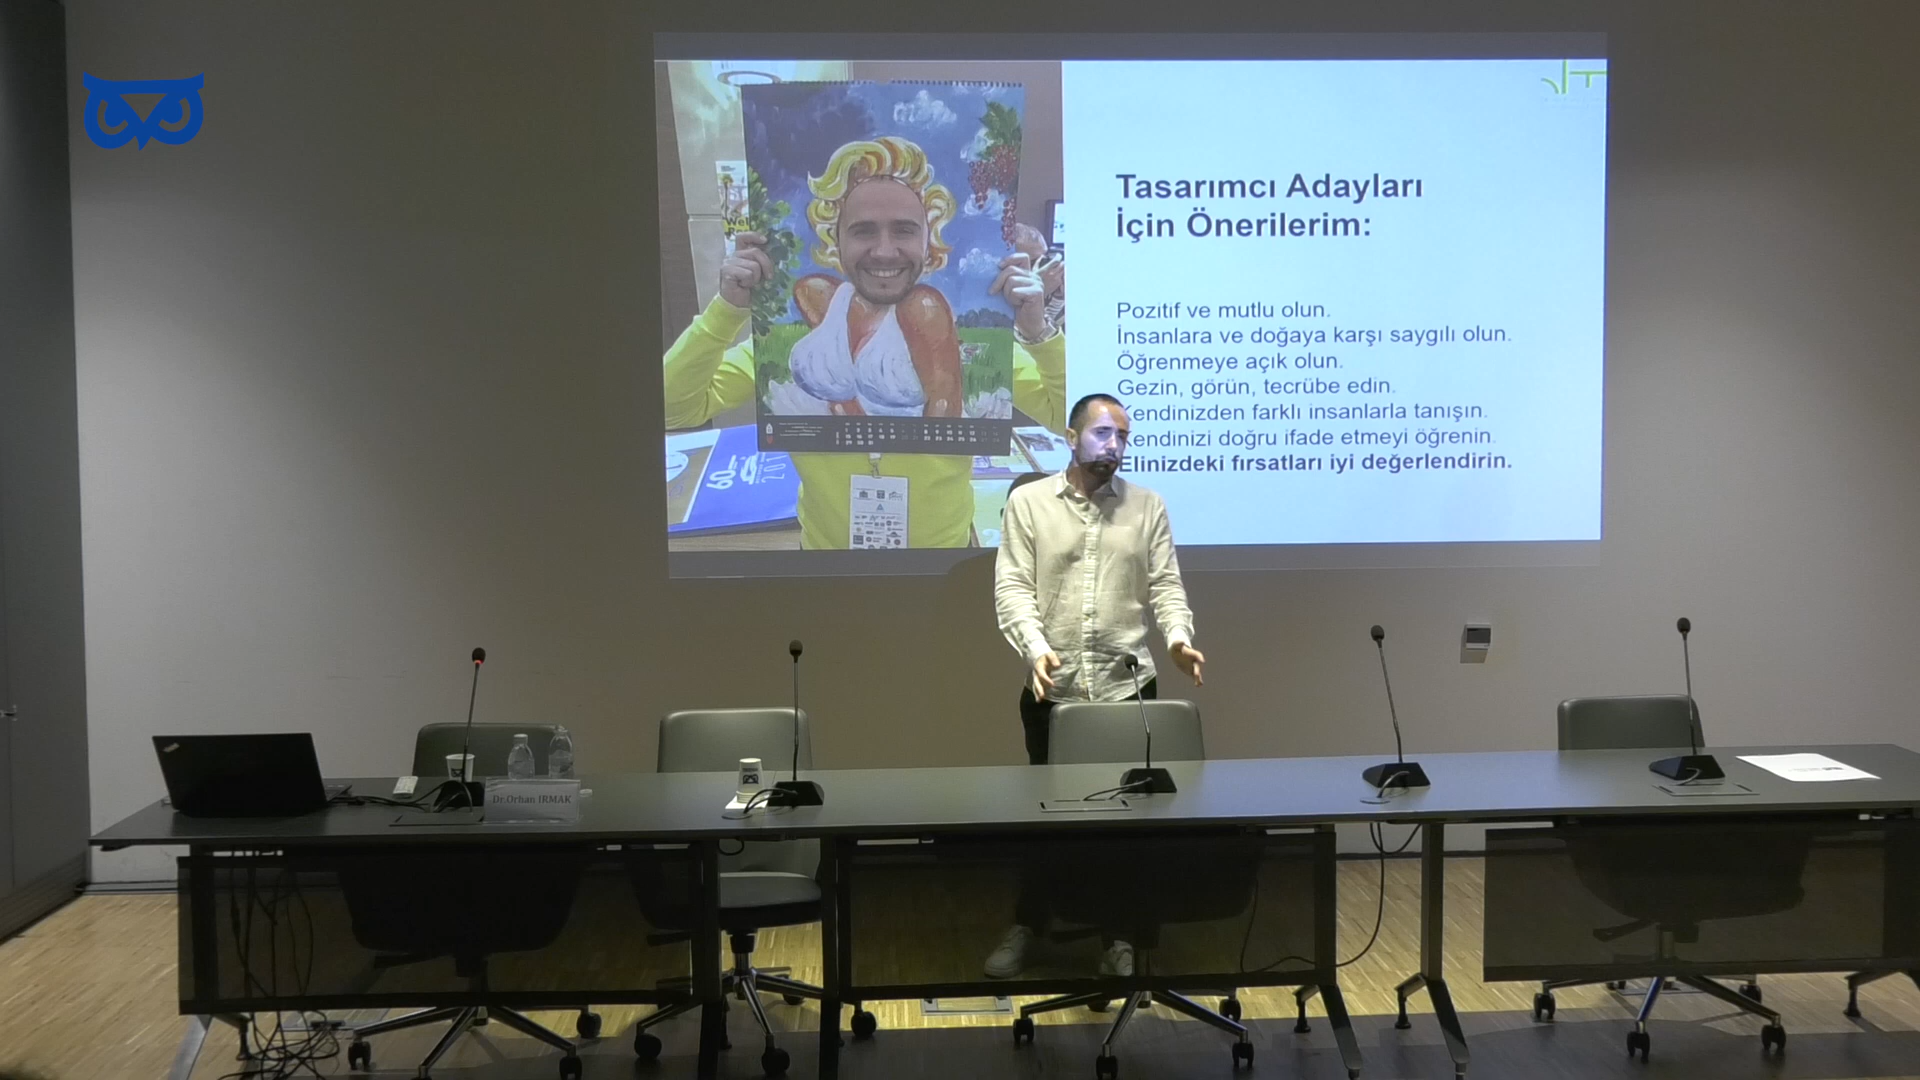 Tasarımcı Adayları
İçin Önerilerim:
Pozitif ve mutlu olun.
İnsanlara ve doğaya karşı saygılı olun.
Öğrenmeye açık olun.
Gezin, görün, tecrübe edin.
Kendinizden farklı insanlarla tanışın.
Kendinizi doğru ifade etmeyi öğrenin.
Elinizdeki fırsatları iyi değerlendirin.
60
Dr.Orhan IRMAK